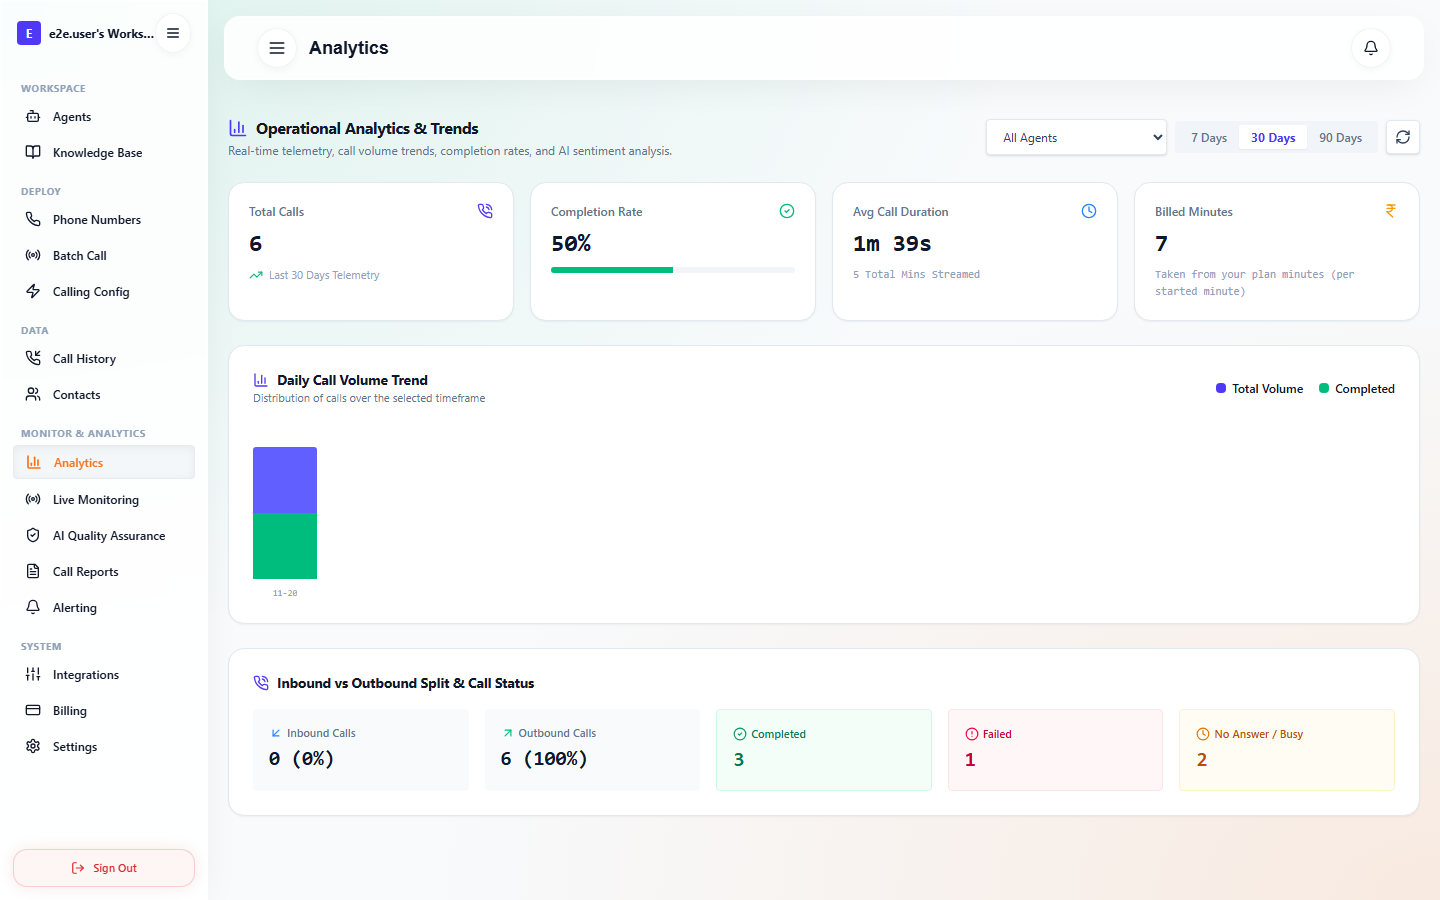 E e2e.user's Works...
WORKSPACE
Agents
Knowledge Base
DEPLOY
Phone Numbers
Batch Call
Calling Config
DATA
Call History
Contacts
MONITOR & ANALYTICS
Analytics
Live Monitoring
AI Quality Assurance
Call Reports
Alerting
SYSTEM
Integrations
Billing
Settings
Sign Out
Analytics
Operational Analytics & Trends
Real-time telemetry, call volume trends, completion rates, and AI sentiment analysis.
All Agents
7 Days 30 Days 90 Days
Total Calls
6
Last 30 Days Telemetry
Completion Rate
50%
Avg Call Duration
1m 39s
5 Total Mins Streamed
Billed Minutes
₹
7
Taken from your plan minutes (per
started minute)
Daily Call Volume Trend
Distribution of calls over the selected timeframe
Total Volume Completed
11-20
Inbound vs Outbound Split & Call Status
Inbound Calls
0 (0%)
Outbound Calls
6 (100%)
Completed
3
Failed
1
No Answer / Busy
2